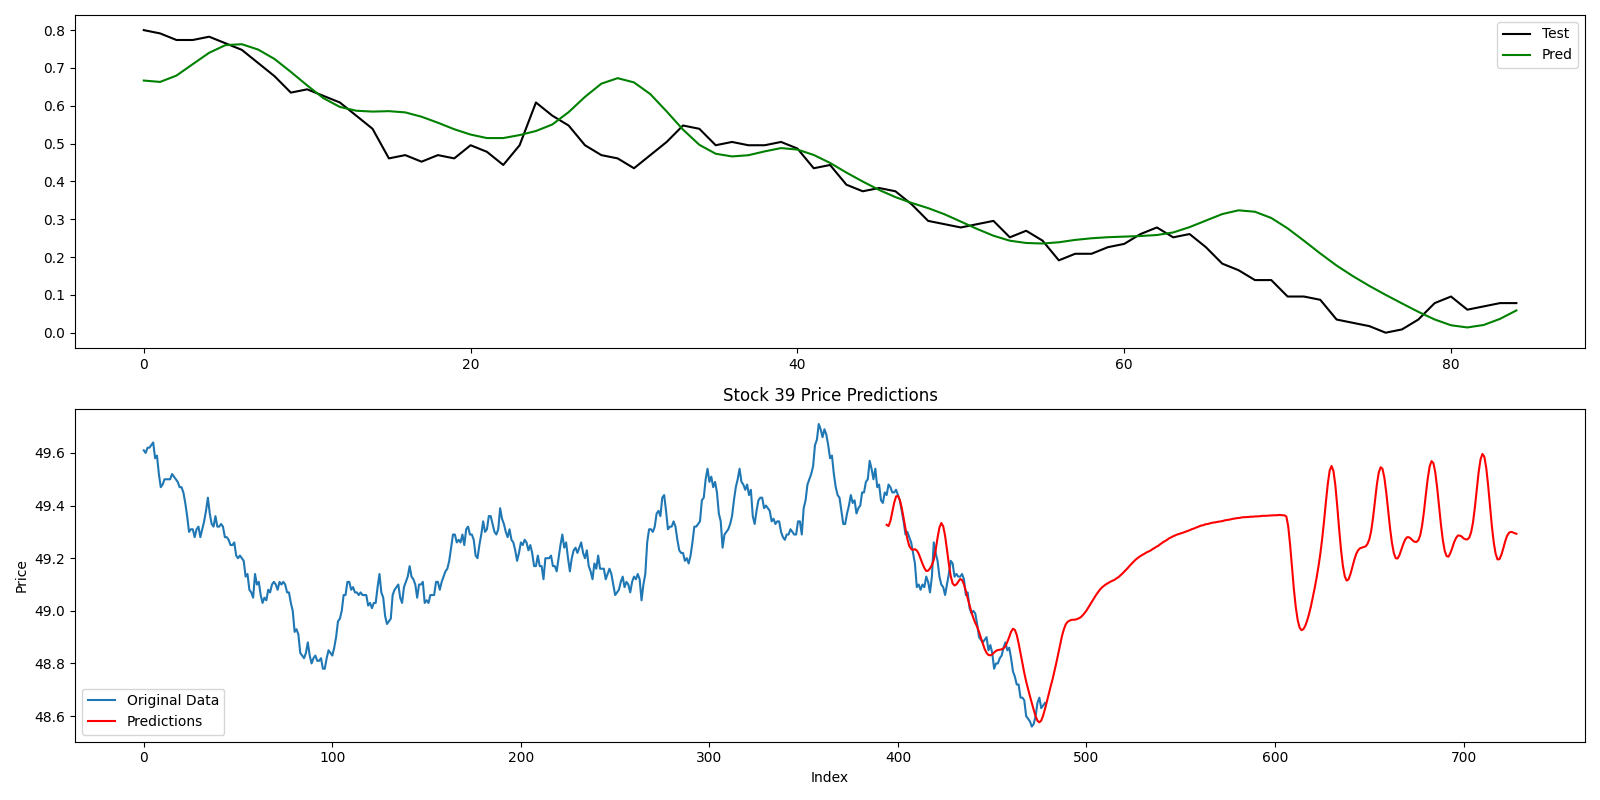 0.8
0.7
0.6
0.5
0.4
0.3
0.2
0.1
0.0
Test
Pred
0 20 40 60 80
Stock 39 Price Predictions
Price
49.6
49.4
49.2
49.0
48.8
48.6
Original Data
Predictions
0 100 200 300 400 500 600 700
Index